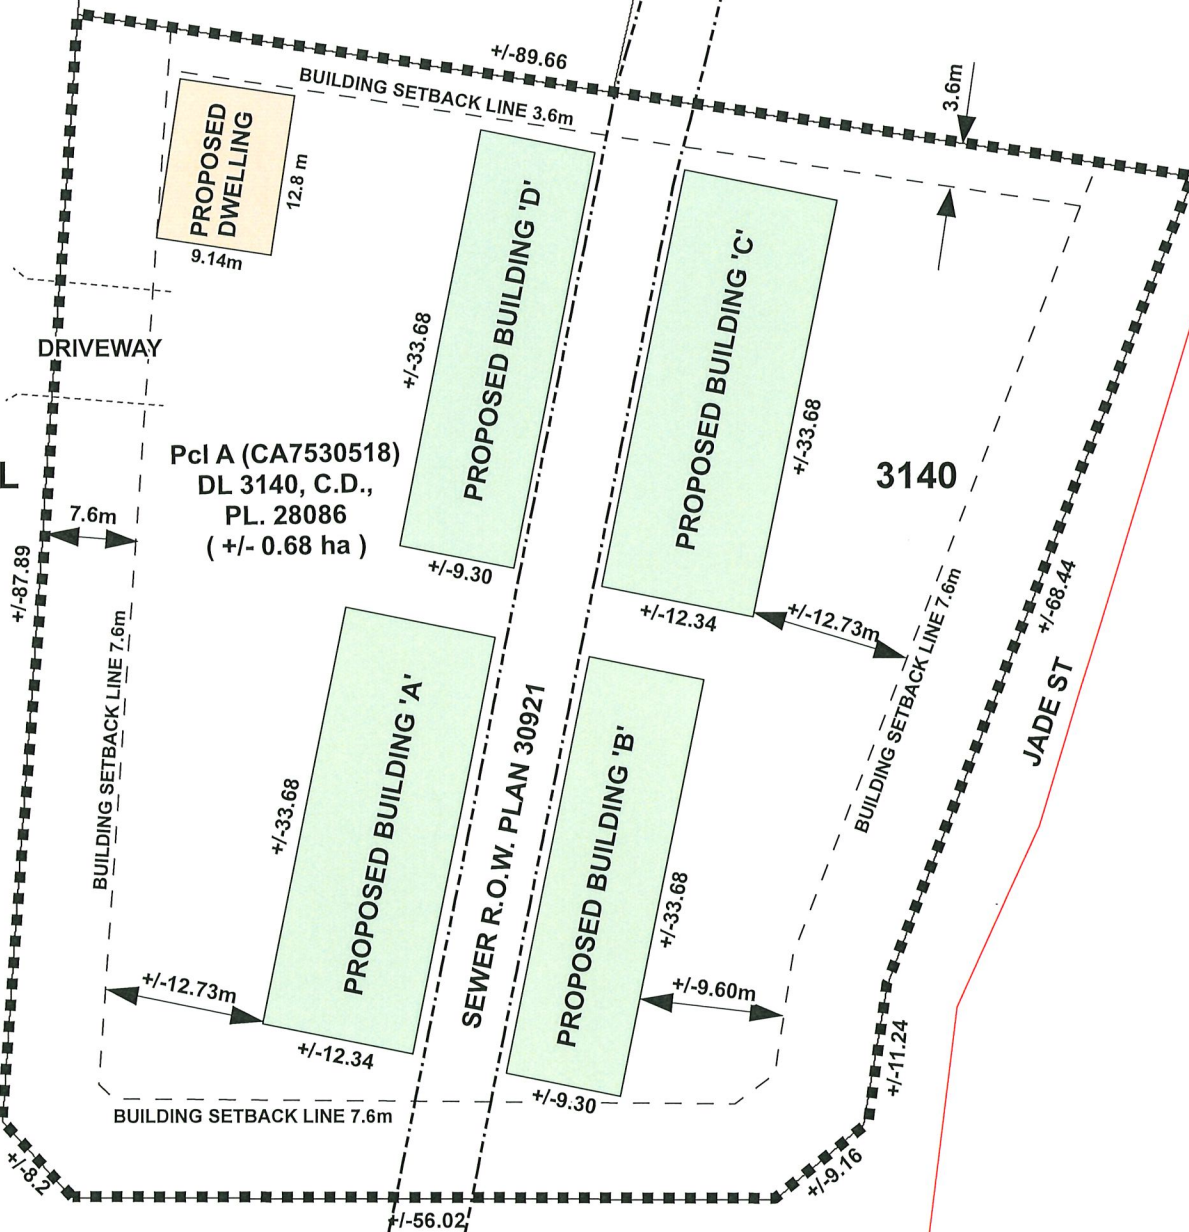 +/-89.66
BUILDING SETBACK LINE 3.6m
3.6m
PROPOSED
DWELLING
12.8 m
9.14m
PROPOSED BUILDING 'D'
PROPOSED BUILDING 'C'
DRIVEWAY
+/-33.68
+/-33.68
Pcl A (CA7530518)
DL 3140, C.D.,
PL. 28086
( +/- 0.68 ha )
L
3140
7.6m
+/-87.89
+/-9.30
+/-12.34
+/-12.73m
+/-68.44
BUILDING SETBACK LINE 7.6m
BUILDING SETBACK LINE 7.6m
JADE ST
PROPOSED BUILDING 'A'
SEWER R.O.W. PLAN 30921
PROPOSED BUILDING 'B'
+/-33.68
+/-33.68
+/-12.73m
+/-9.60m
+/-12.34
+/-9.30
+/-11.24
BUILDING SETBACK LINE 7.6m
+/-8.2
+/-9.16
+/-56.02